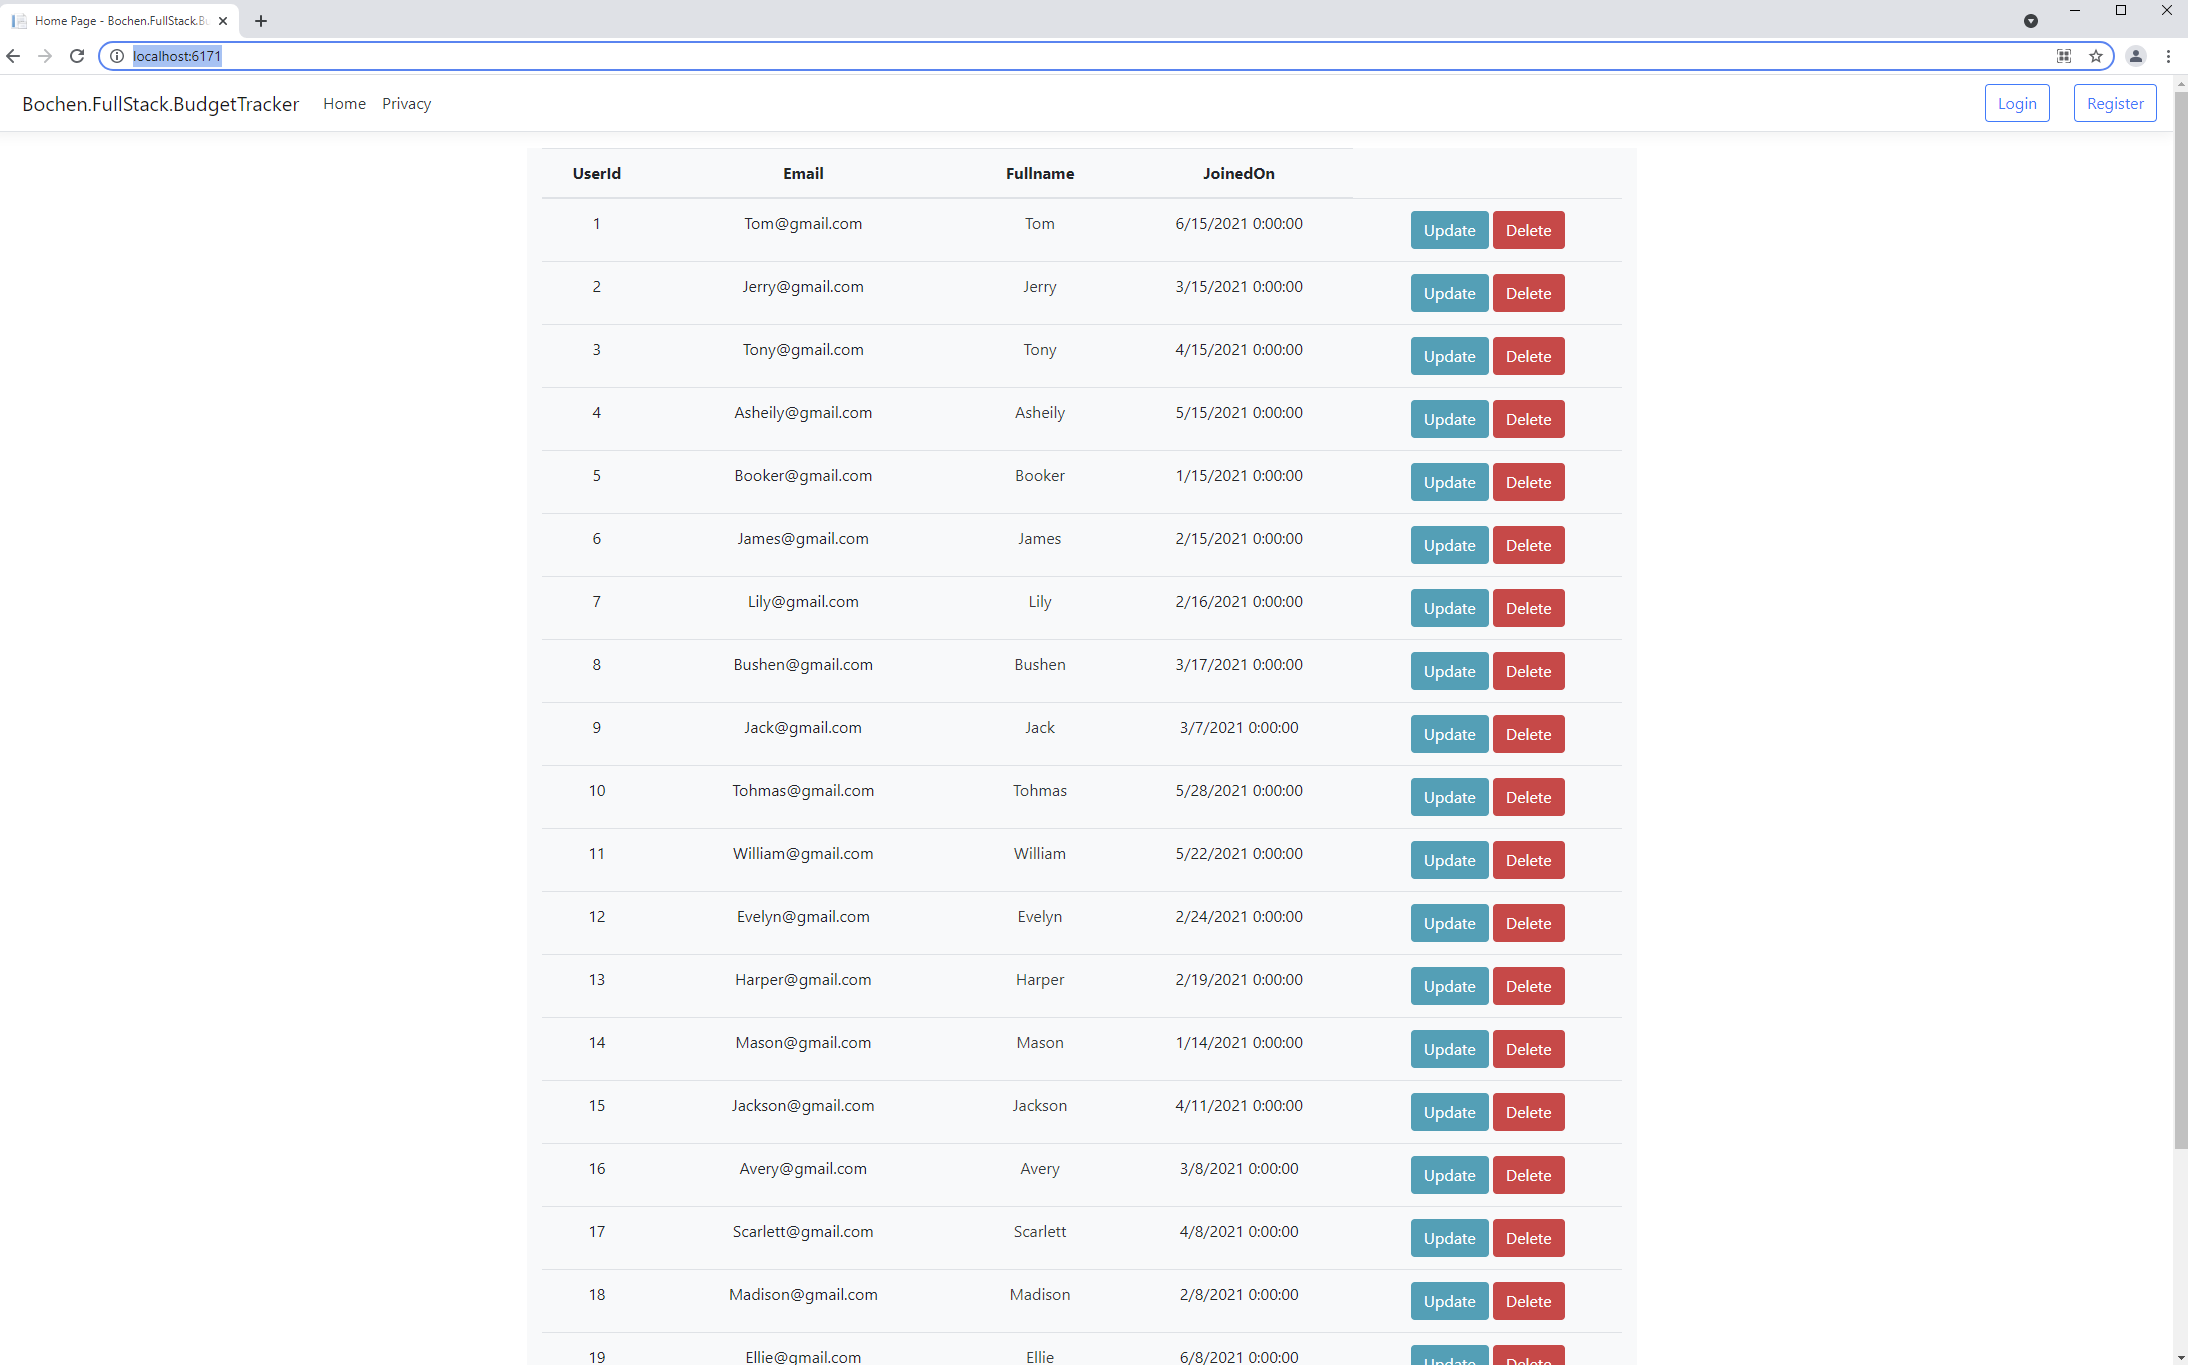 Home Page - Bochen.FullStack.Bu
localhost:6171
Bochen.FullStack.BudgetTracker Home Privacy Login Register
UserId Email Fullname JoinedOn
1 Tom@gmail.com Tom 6/15/2021 0:00:00 Update Delete
2 Jerry@gmail.com Jerry 3/15/2021 0:00:00 Update Delete
3 Tony@gmail.com Tony 4/15/2021 0:00:00 Update Delete
4 Asheily@gmail.com Asheily 5/15/2021 0:00:00 Update Delete
5 Booker@gmail.com Booker 1/15/2021 0:00:00 Update Delete
6 James@gmail.com James 2/15/2021 0:00:00 Update Delete
7 Lily@gmail.com Lily 2/16/2021 0:00:00 Update Delete
8 Bushen@gmail.com Bushen 3/17/2021 0:00:00 Update Delete
9 Jack@gmail.com Jack 3/7/2021 0:00:00 Update Delete
10 Tohmas@gmail.com Tohmas 5/28/2021 0:00:00 Update Delete
11 William@gmail.com William 5/22/2021 0:00:00 Update Delete
12 Evelyn@gmail.com Evelyn 2/24/2021 0:00:00 Update Delete
13 Harper@gmail.com Harper 2/19/2021 0:00:00 Update Delete
14 Mason@gmail.com Mason 1/14/2021 0:00:00 Update Delete
15 Jackson@gmail.com Jackson 4/11/2021 0:00:00 Update Delete
16 Avery@gmail.com Avery 3/8/2021 0:00:00 Update Delete
17 Scarlett@gmail.com Scarlett 4/8/2021 0:00:00 Update Delete
18 Madison@gmail.com Madison 2/8/2021 0:00:00 Update Delete
19 Ellie@gmail.com Ellie 6/8/2021 0:00:00 Update Delete